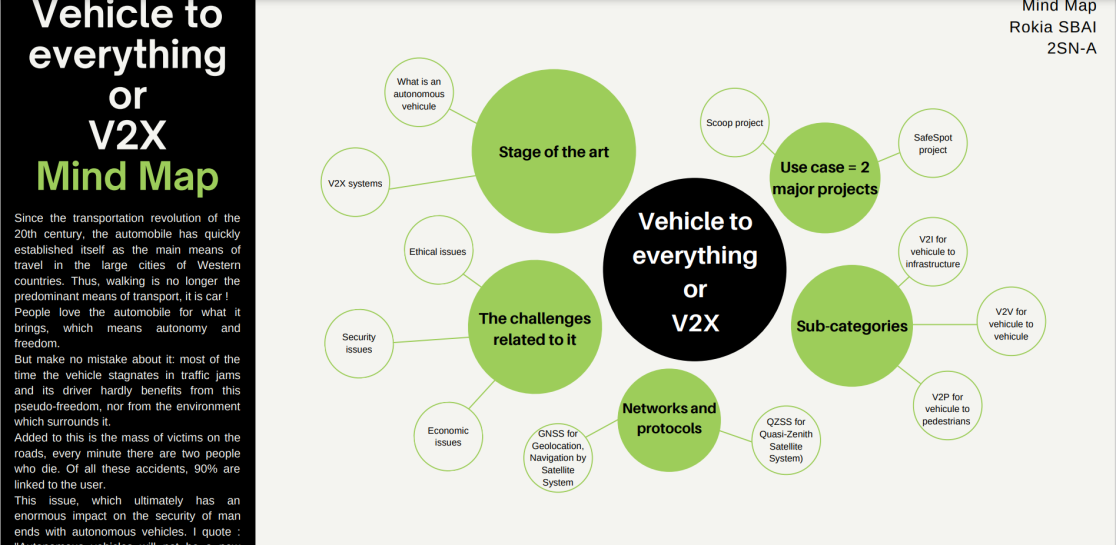 Vehicle to
everything
or
V2X
Mind Map
Since the transportation revolution of the
20th century, the automobile has quickly
established itself as the main means of
travel in the large cities of Western
countries. Thus, walking is no longer the
predominant means of transport, it is car !
People love the automobile for what it
brings, which means autonomy and
freedom.
But make no mistake about it: most of the
time the vehicle stagnates in traffic jams
and its driver hardly benefits from this
pseudo-freedom, nor from the environment
which surrounds it.
Added to this is the mass of victims on the
roads, every minute there are two people
who die. Of all these accidents, 90% are
linked to the user.
This issue, which ultimately has an
enormous impact on the security of man
ends with autonomous vehicles. I quote :
"Autonomous vehicles will not be a new
Mind Map
Rokia SBAI
2SN-A
What is an
autonomous
vehicule
Stage of the art
V2X systems
Scoop project
SafeSpot
project
Use case = 2
major projects
Vehicle to
everything
or
V2X
Ethical issues
The challenges
related to it
Security
issues
Economic
issues
V2I for
vehicule to
infrastructure
Sub-categories
V2V for
vehicule to
vehicule
V2P for
vehicule to
pedestrians
Networks and
protocols
GNSS for
Geolocation,
Navigation by
Satellite
System
QZSS for
Quasi-Zenith
Satellite
System)